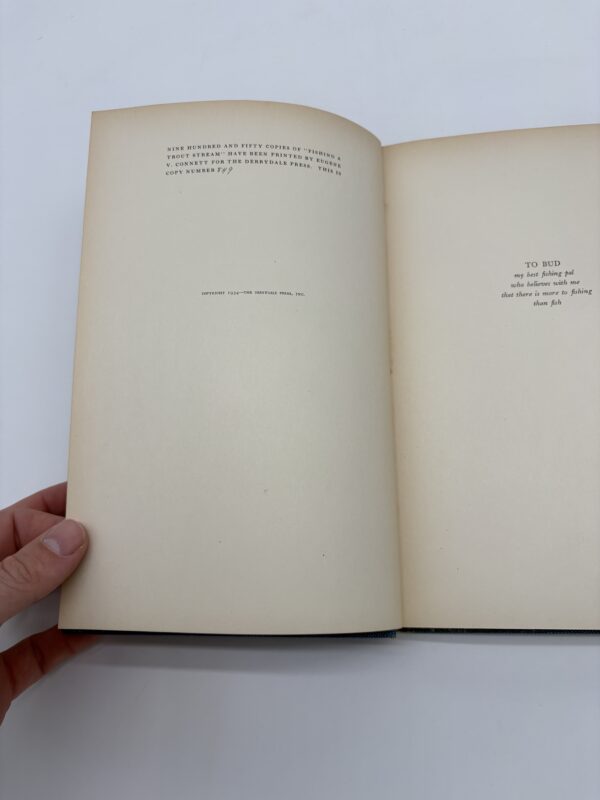 NINE HUNDRED AND FIFTY COPIES OF "FISHING A
TROUT STREAM" HAVE BEEN PRINTED BY EUGENE
V. CONNETT FOR THE DERRYDALE PRESS. THIS IS
COPY NUMBER
COPYRIGHT 1934—THE DERRYDALE PRESS, INC.
TO BUD
my best fishing pal
who believes with me
that there is more to fishing
than fish